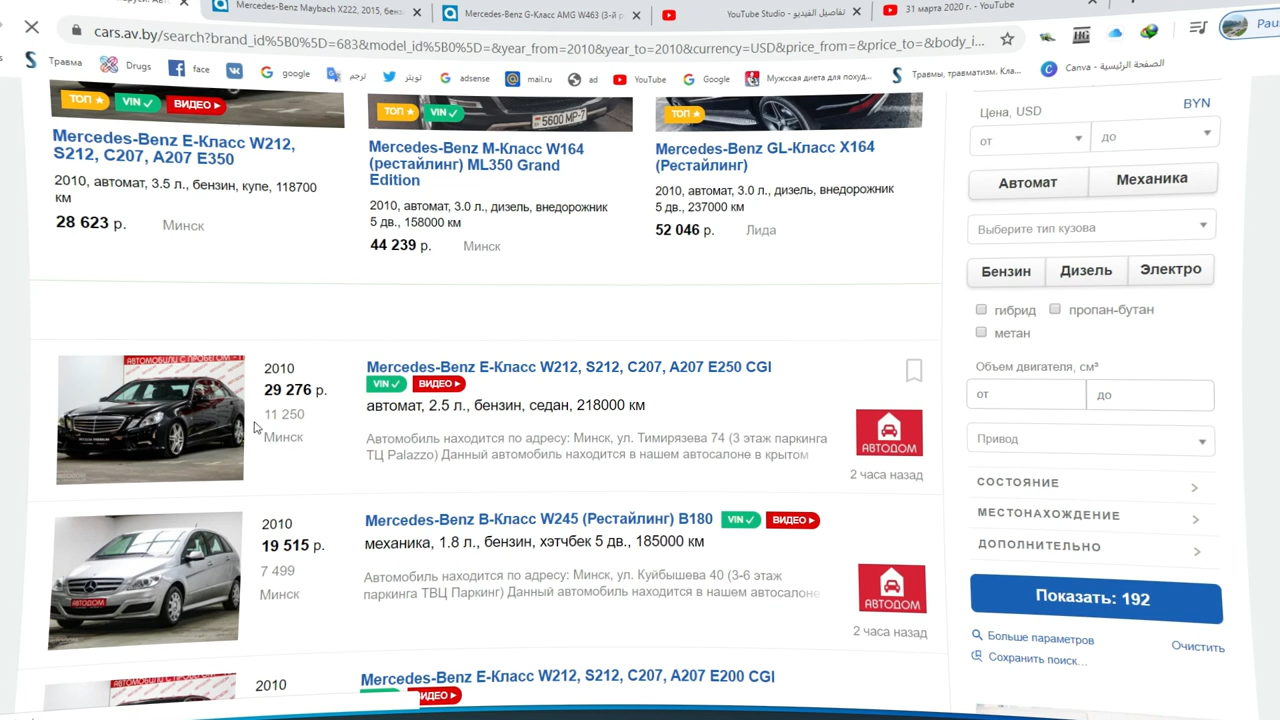 Mercedes-Benz Maybach X222, 2015, бенз
Mercedes-Benz G-Класс AMG W463 (3-й р
YouTube Studio - تفاصيل الفيديو
31 марта 2020 г. - YouTube
cars.av.by/search?brand_id%5B0%5D=683&model_id%5B0%5D=&year_from=2010&year_to=2010&currency=USD&price_from=&price_to=&body_i...
Pau
Травма
Drugs
face
google
ترجم
تويتر
adsense
mail.ru
ad
YouTube
Google
Мужская диета для похуд...
Травмы, травматизм, Кла...
Canva - الصفحة الرئيسية
ТОП
VIN
ВИДЕО
ТОП
VIN
5600 MP-7
ТОП
Mercedes-Benz E-Класс W212,
S212, C207, A207 E350
2010, автомат, 3.5 л., бензин, купе, 118700
км
28 623 р. Минск
Mercedes-Benz M-Класс W164
(рестайлинг) ML350 Grand
Edition
2010, автомат, 3.0 л., дизель, внедорожник
5 дв., 158000 км
44 239 р. Минск
Mercedes-Benz GL-Класс X164
(Рестайлинг)
2010, автомат, 3.0 л., дизель, внедорожник
5 дв., 237000 км
52 046 р. Лида
АВТОМОБИЛИ С ПРОБЕГОМ
2010
29 276 р.
11 250
Минск
Mercedes-Benz E-Класс W212, S212, C207, A207 E250 CGI
VIN
ВИДЕО
автомат, 2.5 л., бензин, седан, 218000 км
Автомобиль находится по адресу: Минск, ул. Тимирязева 74 (3 этаж паркинга
ТЦ Palazzo) Данный автомобиль находится в нашем автосалоне в крытом
АВТОДОМ
2 часа назад
АВТОДОМ
2010
19 515 р.
7 499
Минск
Mercedes-Benz B-Класс W245 (Рестайлинг) B180
VIN
ВИДЕО
механика, 1.8 л., бензин, хэтчбек 5 дв., 185000 км
Автомобиль находится по адресу: Минск, ул. Куйбышева 40 (3-6 этаж
паркинга ТВЦ Паркинг) Данный автомобиль находится в нашем автосалоне
АВТОДОМ
2 часа назад
2010
Mercedes-Benz E-Класс W212, S212, C207, A207 E200 CGI
ВИДЕО
Цена, USD
BYN
от
до
Автомат
Механика
Выберите тип кузова
Бензин
Дизель
Электро
гибрид
пропан-бутан
метан
Объем двигателя, см³
от
до
Привод
СОСТОЯНИЕ
МЕСТОНАХОЖДЕНИЕ
ДОПОЛНИТЕЛЬНО
Показать: 192
Больше параметров
Очистить
Сохранить поиск...